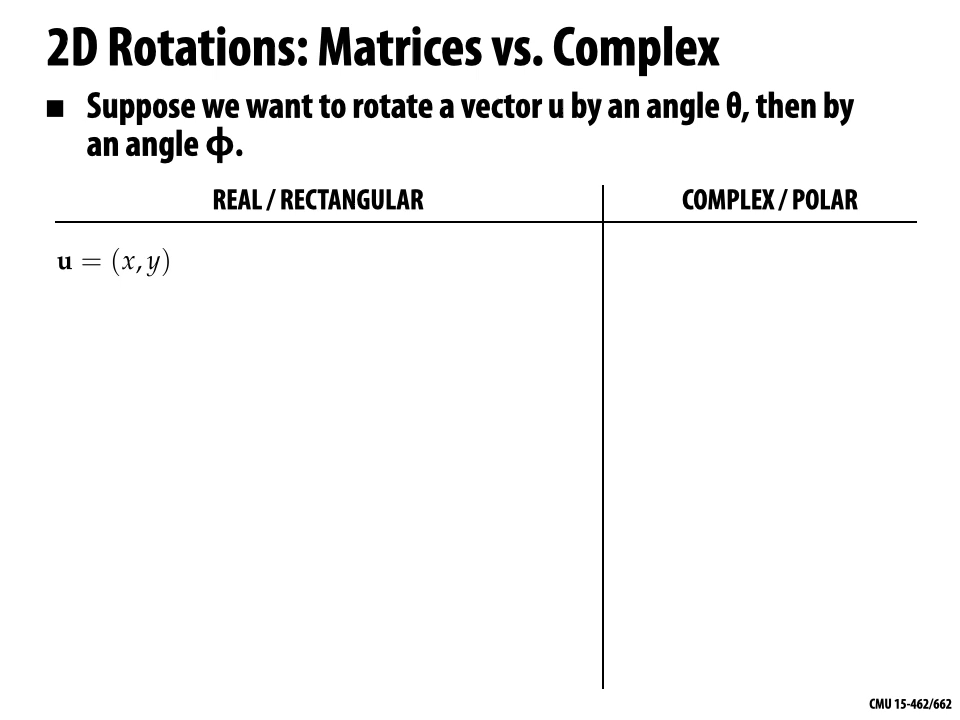 2D Rotations: Matrices vs. Complex
■ Suppose we want to rotate a vector u by an angle θ, then by
an angle ϕ.
REAL / RECTANGULAR
COMPLEX / POLAR
u = (x, y)
CMU 15-462/662